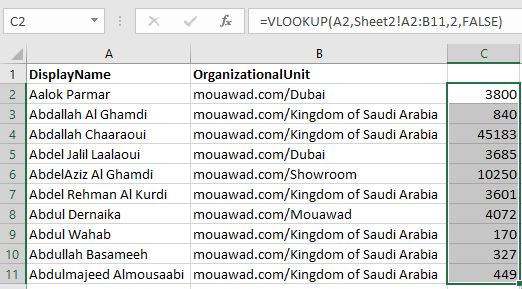 C2 fx =VLOOKUP(A2,Sheet2!A2:B11,2,FALSE)
A B C
1 DisplayName OrganizationalUnit
2 Aalok Parmar mouawad.com/Dubai 3800
3 Abdallah Al Ghamdi mouawad.com/Kingdom of Saudi Arabia 840
4 Abdallah Chaaraoui mouawad.com/Kingdom of Saudi Arabia 45183
5 Abdel Jalil Laalaoui mouawad.com/Dubai 3685
6 AbdelAziz Al Ghamdi mouawad.com/Showroom 10250
7 Abdel Rehman Al Kurdi mouawad.com/Kingdom of Saudi Arabia 3601
8 Abdul Dernaika mouawad.com/Mouawad 4072
9 Abdul Wahab mouawad.com/Kingdom of Saudi Arabia 170
10 Abdullah Basameeh mouawad.com/Kingdom of Saudi Arabia 327
11 Abdulmajeed Almousaabi mouawad.com/Kingdom of Saudi Arabia 449